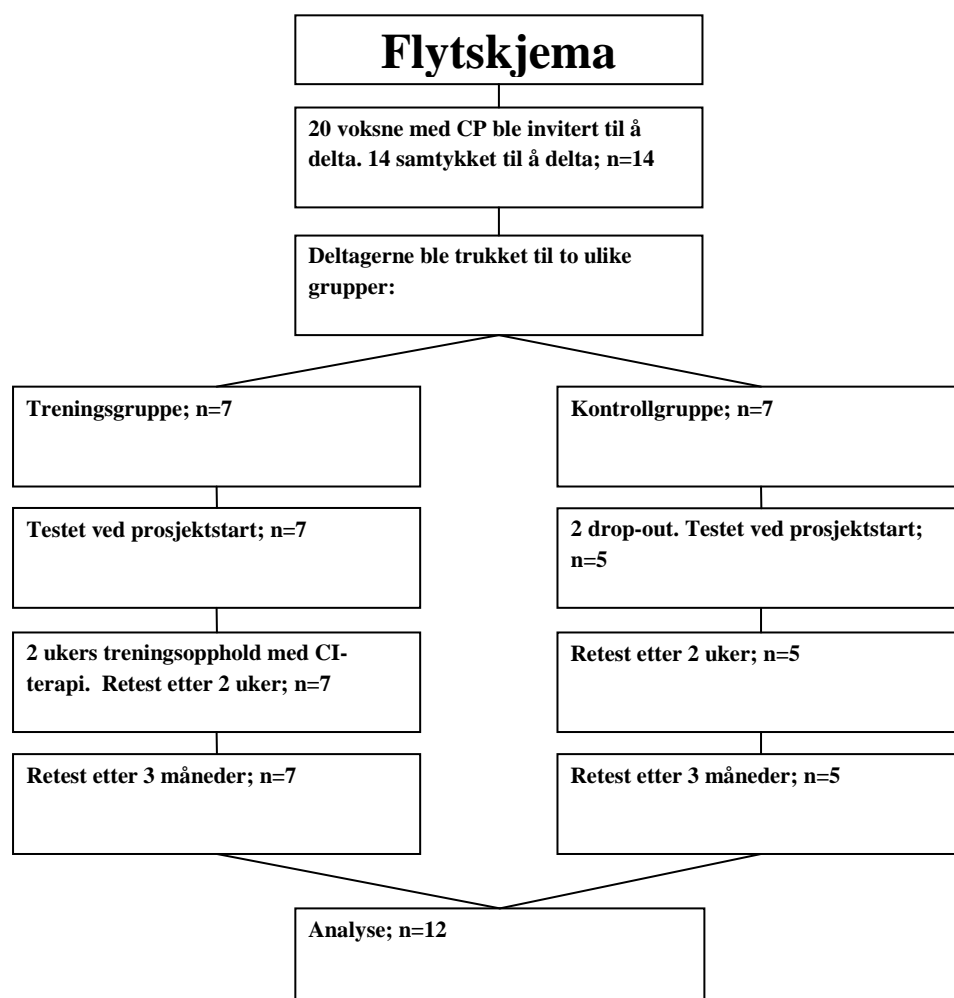 Flytskjema
20 voksne med CP ble invitert til å
delta. 14 samtykket til å delta; n=14
Deltagerne ble trukket til to ulike
grupper:
Treningsgruppe; n=7
Kontrollgruppe; n=7
Testet ved prosjektstart; n=7
2 drop-out. Testet ved prosjektstart;
n=5
2 ukers treningsopphold med CI-
terapi.  Retest etter 2 uker; n=7
Retest etter 2 uker; n=5
Retest etter 3 måneder; n=7
Retest etter 3 måneder; n=5
Analyse; n=12